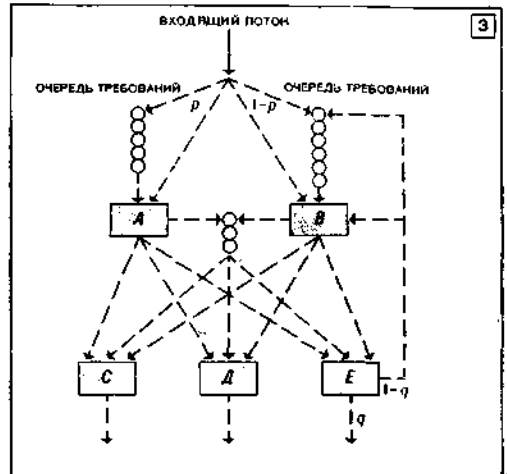 ВХОДЯЩИЙ ПОТОК
3
ОЧЕРЕДЬ ТРЕБОВАНИЙ
ОЧЕРЕДЬ ТРЕБОВАНИЙ
p
1-p
A
B
C
Д
E
1-q
q